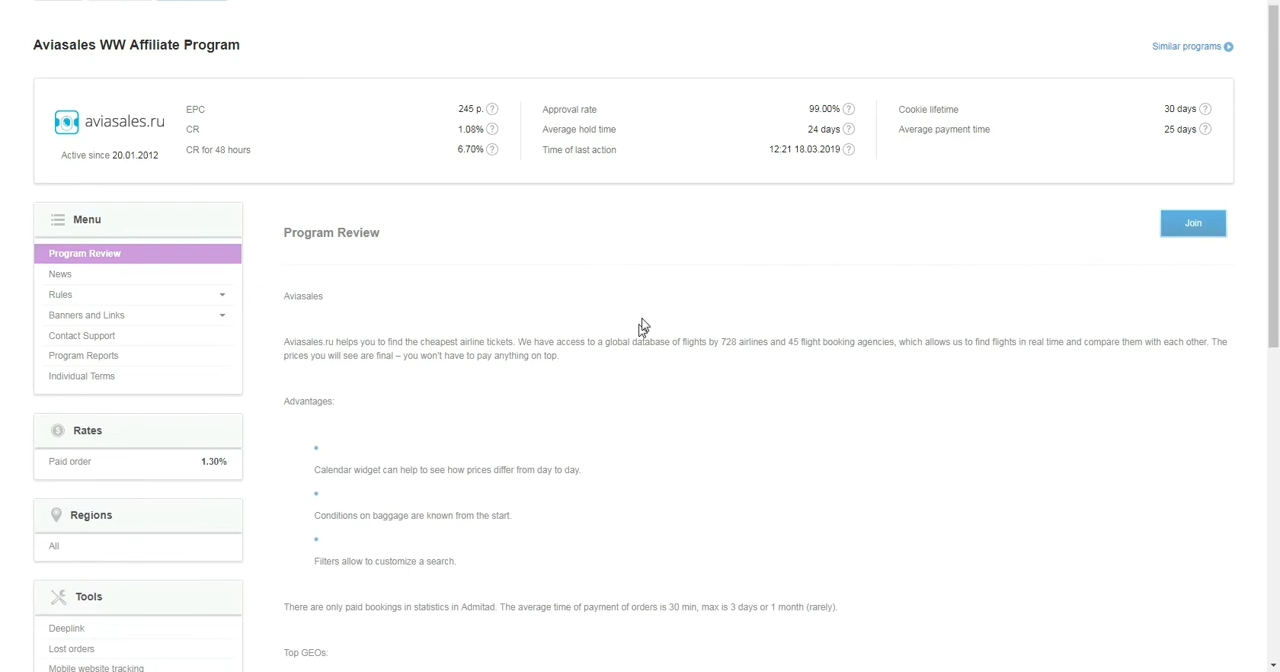 Aviasales WW Affiliate Program
Similar programs
aviasales.ru
Active since 20.01.2012
EPC 245 р. ?
CR 1.08% ?
CR for 48 hours 6.70% ?
Approval rate 99.00% ?
Average hold time 24 days ?
Time of last action 12:21 18.03.2019 ?
Cookie lifetime 30 days ?
Average payment time 25 days ?
Menu
Program Review
News
Rules
Banners and Links
Contact Support
Program Reports
Individual Terms
Rates
Paid order 1.30%
Regions
All
Tools
Deeplink
Lost orders
Mobile website tracking
Program Review
Join
Aviasales
Aviasales.ru helps you to find the cheapest airline tickets. We have access to a global database of flights by 728 airlines and 45 flight booking agencies, which allows us to find flights in real time and compare them with each other. The
prices you will see are final – you won't have to pay anything on top.
Advantages:
Calendar widget can help to see how prices differ from day to day.
Conditions on baggage are known from the start.
Filters allow to customize a search.
There are only paid bookings in statistics in Admitad. The average time of payment of orders is 30 min, max is 3 days or 1 month (rarely).
Top GEOs: